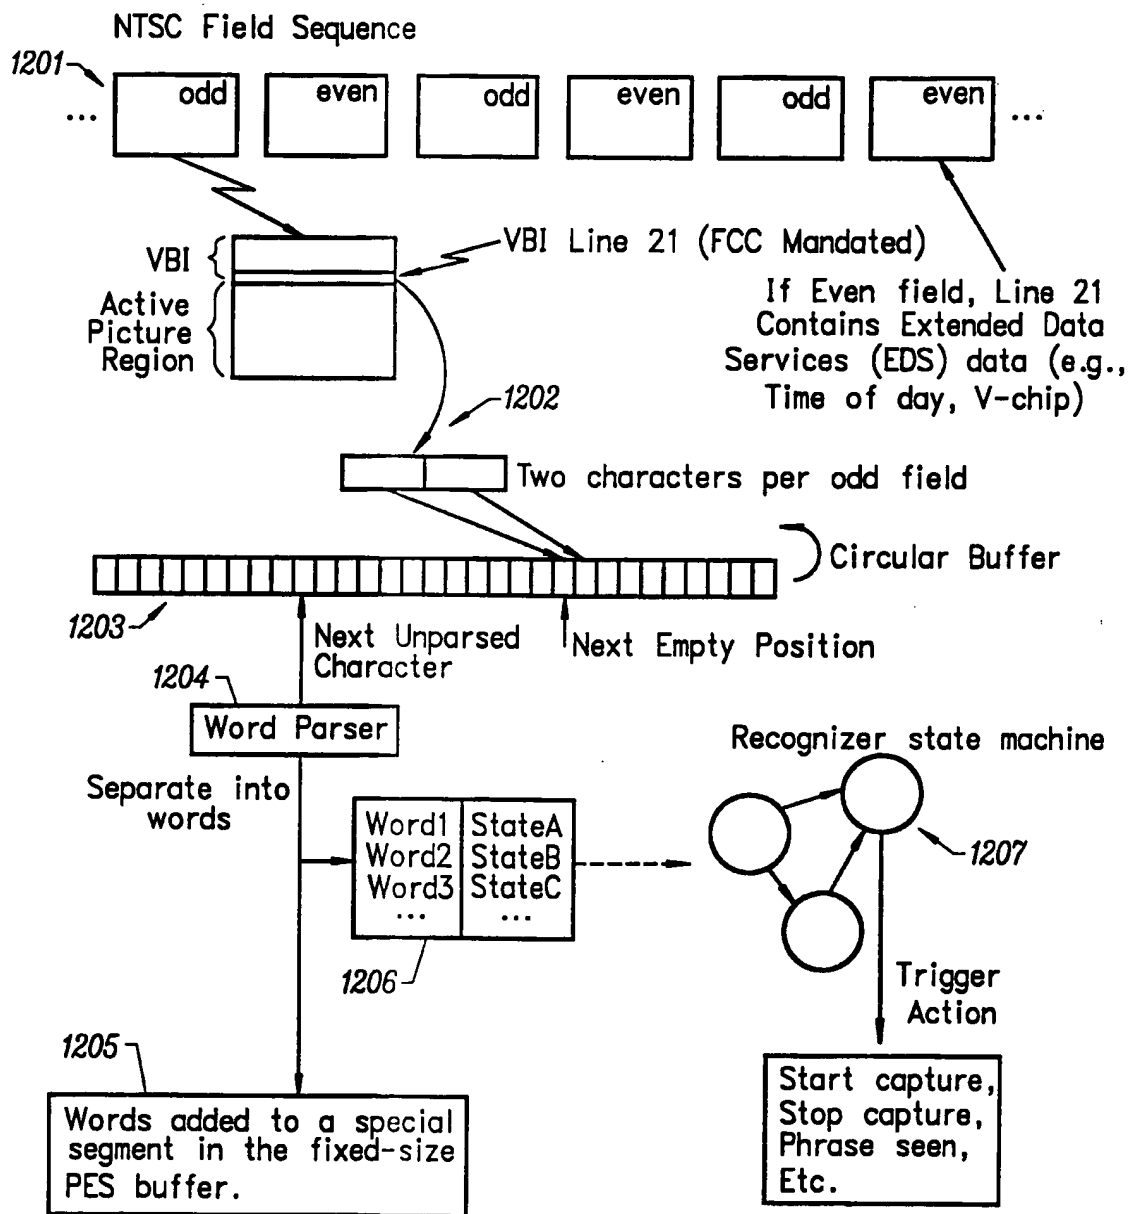 NTSC Field Sequence
1201
... odd even odd even odd even ...
VBI
VBI Line 21 (FCC Mandated)
Active
Picture
Region
If Even field, Line 21
Contains Extended Data
Services (EDS) data (e.g.,
Time of day, V-chip)
1202
Two characters per odd field
Circular Buffer
1203
Next Unparsed
Character
Next Empty Position
1204
Word Parser
Separate into
words
Recognizer state machine
Word1 StateA
Word2 StateB
Word3 StateC
... ...
1206
1207
Trigger
Action
1205
Words added to a special
segment in the fixed-size
PES buffer.
Start capture,
Stop capture,
Phrase seen,
Etc.